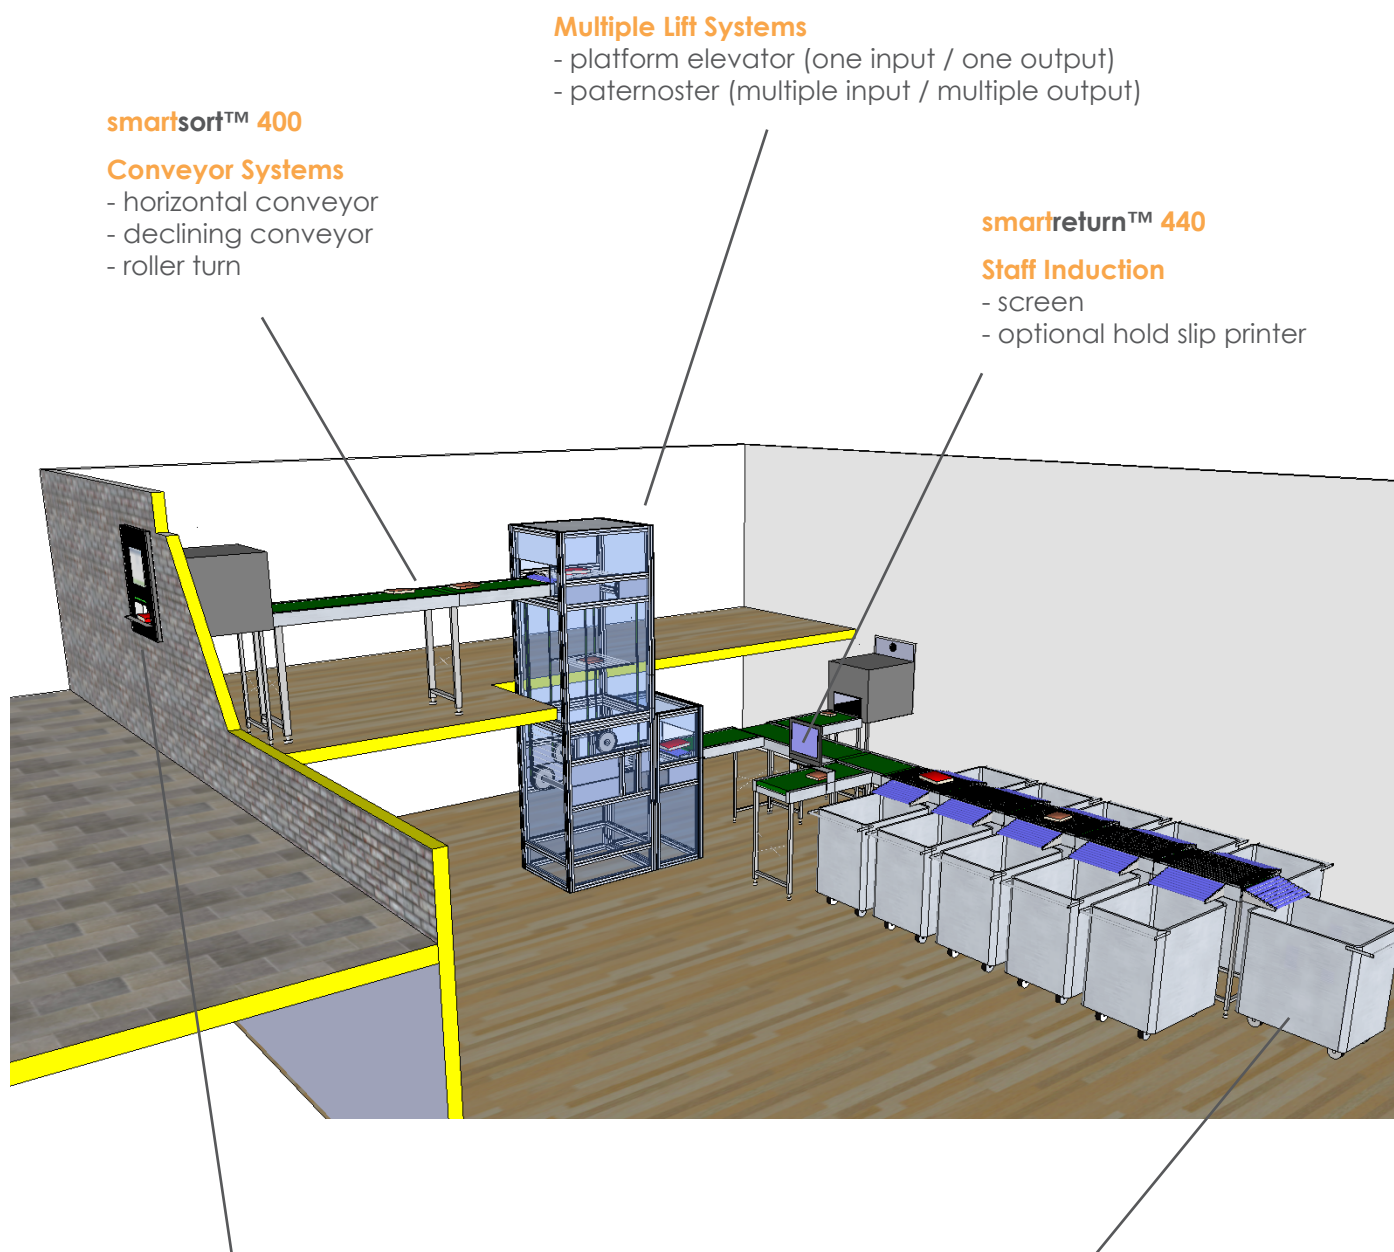 Multiple Lift Systems
- platform elevator (one input / one output)
- paternoster (multiple input / multiple output)
smartsort™ 400
Conveyor Systems
- horizontal conveyor
- declining conveyor
- roller turn
smartreturn™ 440
Staff Induction
- screen
- optional hold slip printer